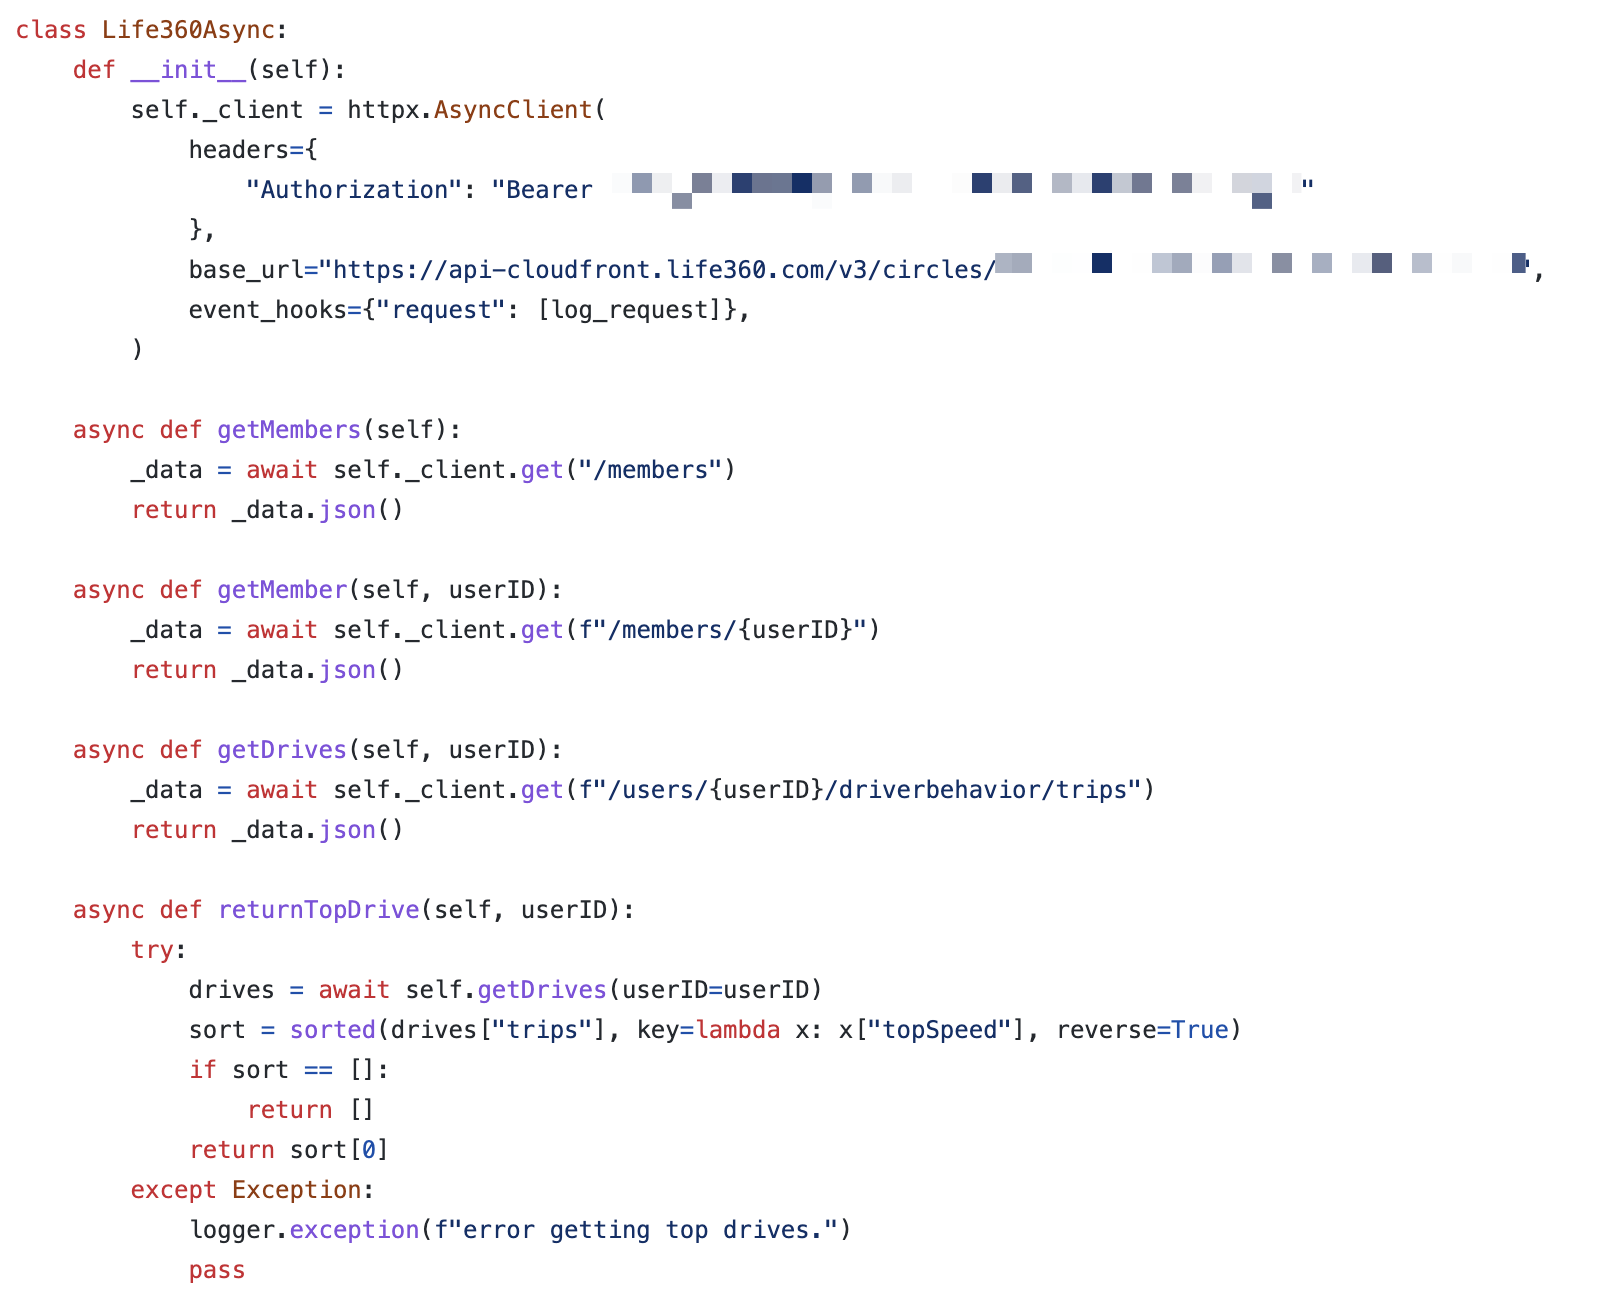 class Life360Async:
    def __init__(self):
        self._client = httpx.AsyncClient(
            headers={
                "Authorization": "Bearer "
            },
            base_url="https://api-cloudfront.life360.com/v3/circles/ ,
            event_hooks={"request": [log_request]},
        )

    async def getMembers(self):
        _data = await self._client.get("/members")
        return _data.json()

    async def getMember(self, userID):
        _data = await self._client.get(f"/members/{userID}")
        return _data.json()

    async def getDrives(self, userID):
        _data = await self._client.get(f"/users/{userID}/driverbehavior/trips")
        return _data.json()

    async def returnTopDrive(self, userID):
        try:
            drives = await self.getDrives(userID=userID)
            sort = sorted(drives["trips"], key=lambda x: x["topSpeed"], reverse=True)
            if sort == []:
                return []
            return sort[0]
        except Exception:
            logger.exception(f"error getting top drives.")
            pass